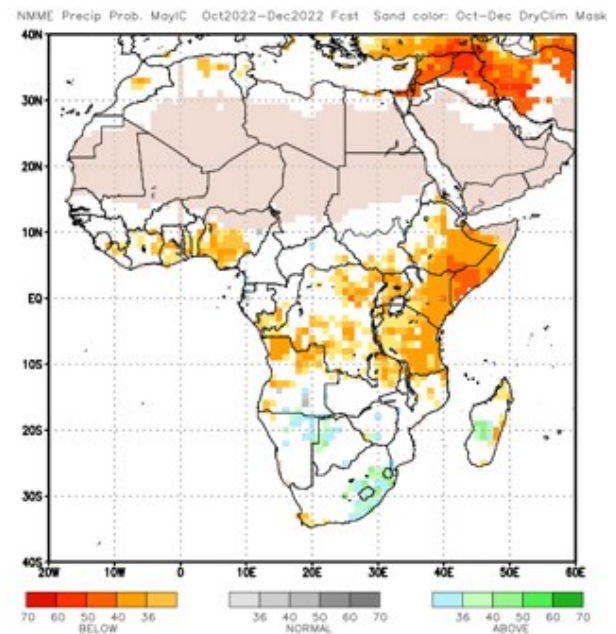 NMME Precip Prob. MayIC Oct2022-Dec2022 Fcst Sand color: Oct-Dec DryClim Mask
40N
30N
20N
10N
EQ
10S
20S
30S
40S
20W 10W 0 10E 20E 30E 40E 50E 60E
70 60 50 40 36 36 40 50 60 70 36 40 50 60 70
BELOW NORMAL ABOVE